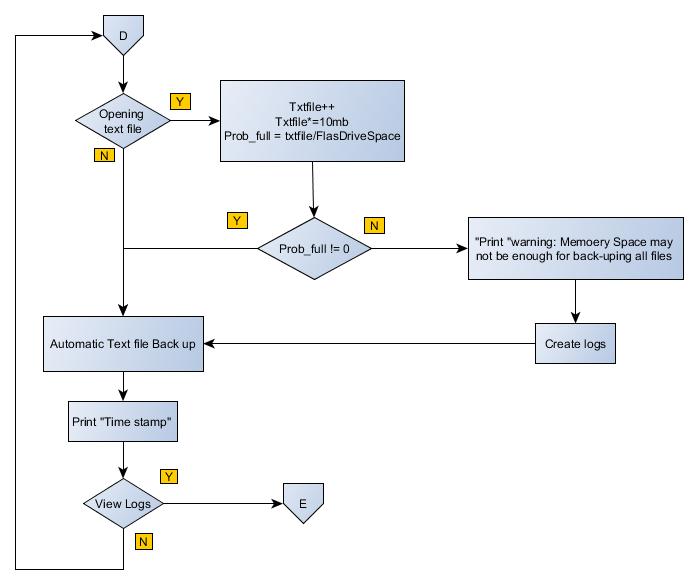 D
Opening
text file
Y
N
Txtfile++
Txtfile*=10mb
Prob_full = txtfile/FlasDriveSpace
Y
N
Prob_full != 0
"Print "warning: Memoery Space may
not be enough for back-uping all files
Automatic Text file Back up
Create logs
Print "Time stamp"
Y
View Logs
E
N